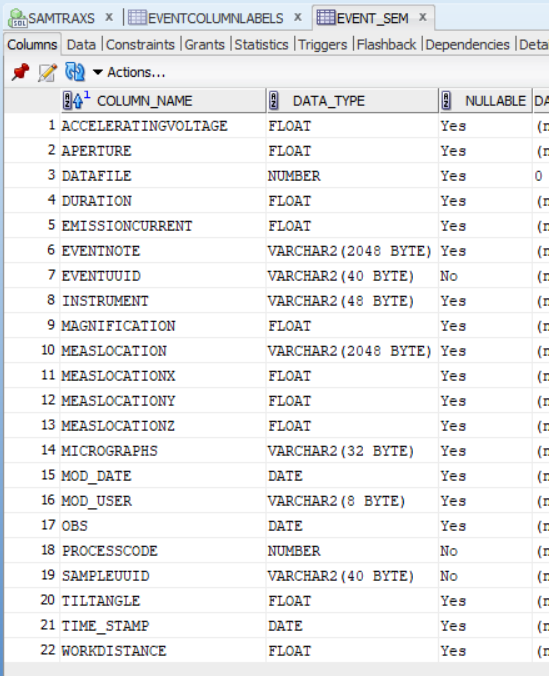 SAMTRAXS x EVENTCOLUMNLABELS x EVENT_SEM x
Columns Data Constraints Grants Statistics Triggers Flashback Dependencies Deta
Actions...
COLUMN_NAME DATA_TYPE NULLABLE DA
1 ACCELERATINGVOLTAGE FLOAT Yes (n
2 APERTURE FLOAT Yes (n
3 DATAFILE NUMBER Yes 0
4 DURATION FLOAT Yes (n
5 EMISSIONCURRENT FLOAT Yes (n
6 EVENTNOTE VARCHAR2(2048 BYTE) Yes (n
7 EVENTUUID VARCHAR2(40 BYTE) No (n
8 INSTRUMENT VARCHAR2(48 BYTE) Yes (n
9 MAGNIFICATION FLOAT Yes (n
10 MEASLOCATION VARCHAR2(2048 BYTE) Yes (n
11 MEASLOCATIONX FLOAT Yes (n
12 MEASLOCATIONY FLOAT Yes (n
13 MEASLOCATIONZ FLOAT Yes (n
14 MICROGRAPHS VARCHAR2(32 BYTE) Yes (n
15 MOD_DATE DATE Yes (n
16 MOD_USER VARCHAR2(8 BYTE) Yes (n
17 OBS DATE Yes (n
18 PROCESSCODE NUMBER No (n
19 SAMPLEUUID VARCHAR2(40 BYTE) No (n
20 TILTANGLE FLOAT Yes (n
21 TIME_STAMP DATE Yes (n
22 WORKDISTANCE FLOAT Yes (n